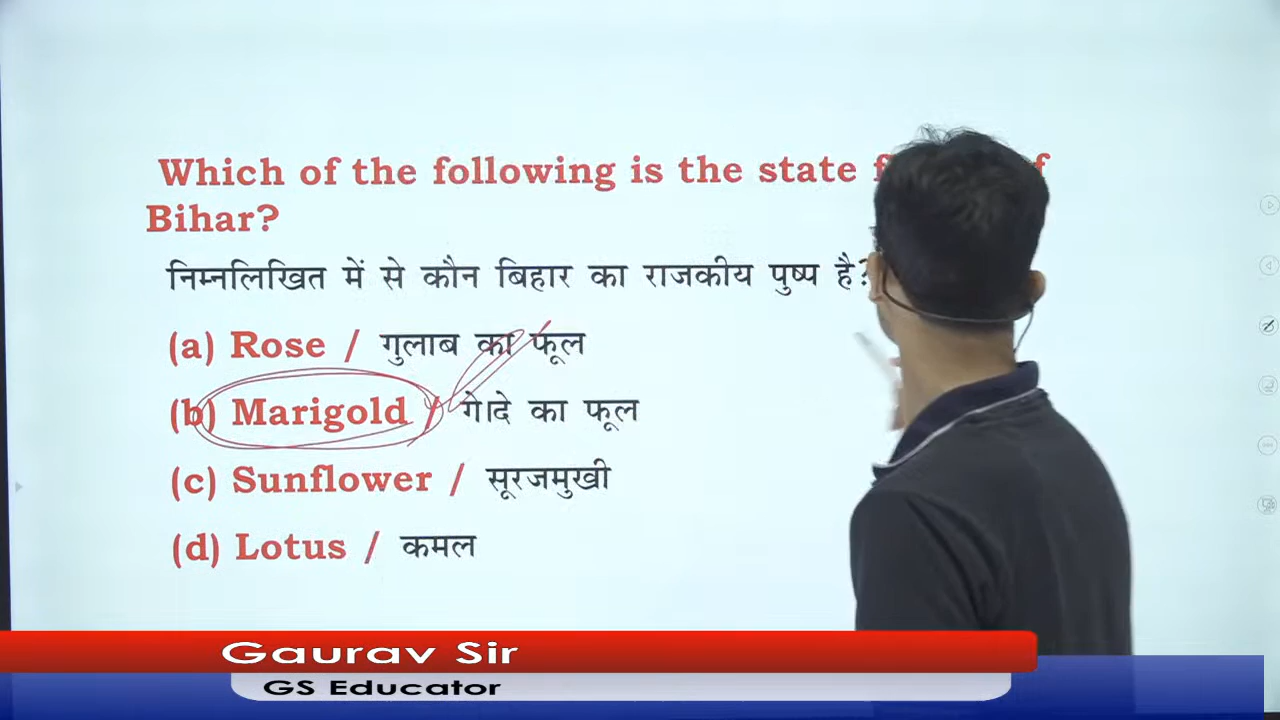 Which of the following is the state
Bihar?
निम्नलिखित में से कौन बिहार का राजकीय पुष्प है?
(a) Rose / गुलाब का फूल
(b) Marigold / गेादे का फूल
(c) Sunflower / सूरजमुखी
(d) Lotus / कमल
Gaurav Sir
GS Educator